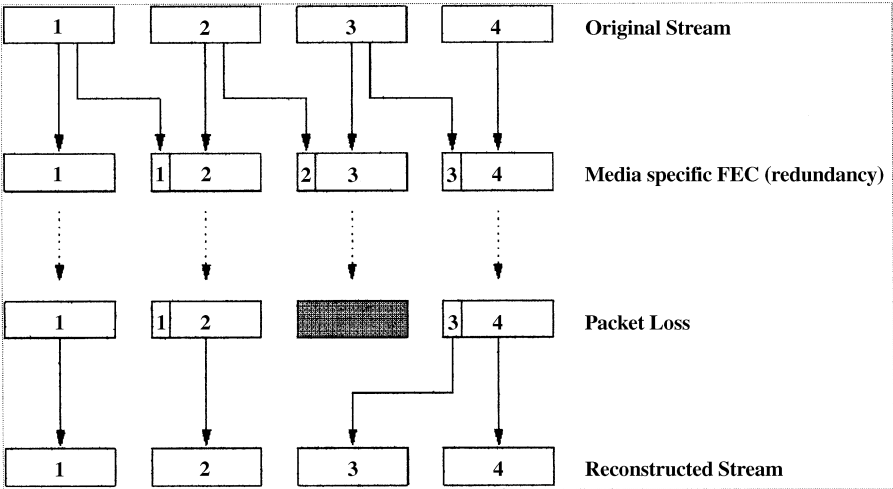 1 2 3 4 Original Stream
1 1 2 2 3 3 4 Media specific FEC (redundancy)
1 1 2 3 4 Packet Loss
1 2 3 4 Reconstructed Stream